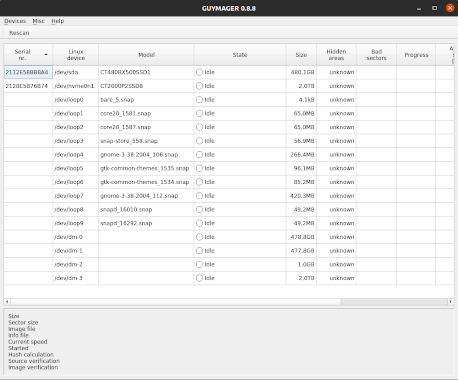 GUYMAGER 0.8.8
Devices Misc Help
Rescan
Serial nr. Linux device Model State Size Hidden areas Bad sectors Progress
2112E58BB8A4 /dev/sda CT480BX500SSD1 Idle 480,1GB unknown
2128E5B76B74 /dev/nvme0n1 CT2000P2SSD8 Idle 2,0TB unknown
/dev/loop0 bare_5.snap Idle 4,1kB unknown
/dev/loop1 core20_1581.snap Idle 65,0MB unknown
/dev/loop2 core20_1587.snap Idle 65,0MB unknown
/dev/loop3 snap-store_558.snap Idle 56,9MB unknown
/dev/loop4 gnome-3-38-2004_106.snap Idle 266,4MB unknown
/dev/loop5 gtk-common-themes_1535.snap Idle 96,1MB unknown
/dev/loop6 gtk-common-themes_1534.snap Idle 85,2MB unknown
/dev/loop7 gnome-3-38-2004_112.snap Idle 420,3MB unknown
/dev/loop8 snapd_16010.snap Idle 49,2MB unknown
/dev/loop9 snapd_16292.snap Idle 49,2MB unknown
/dev/dm-0 Idle 478,8GB unknown
/dev/dm-1 Idle 477,8GB unknown
/dev/dm-2 Idle 1,0GB unknown
/dev/dm-3 Idle 2,0TB unknown
Size
Sector size
Image file
Info file
Current speed
Started
Hash calculation
Source verification
Image verification